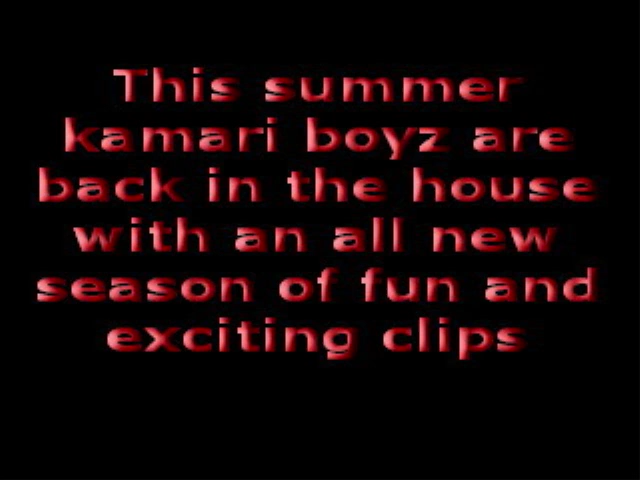 This summer
kamari boyz are
back in the house
with an all new
season of fun and
exciting clips